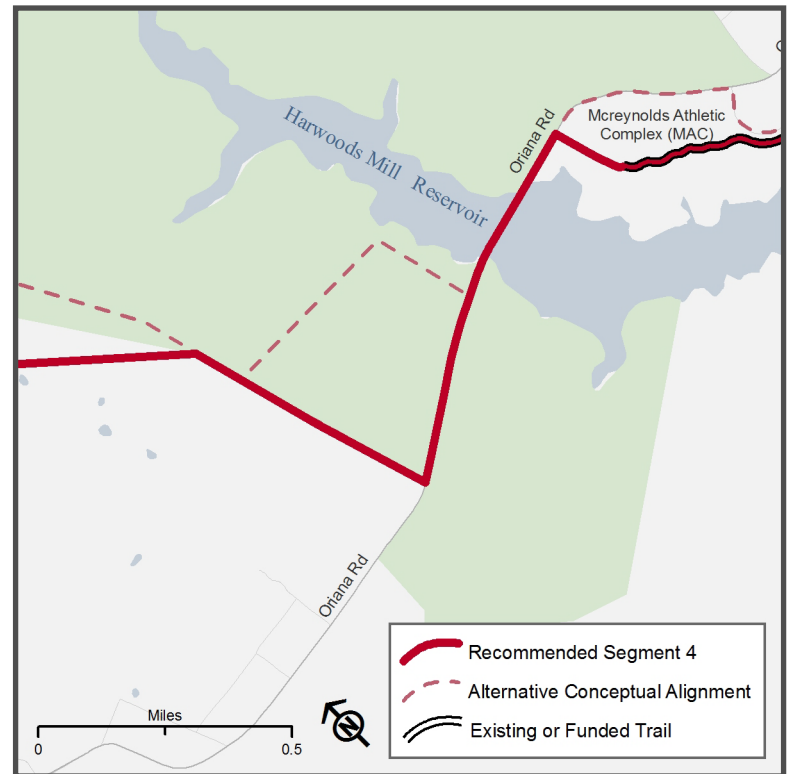 Harwoods Mill Reservoir
Oriana Rd
Mcreynolds Athletic
Complex (MAC)
Oriana Rd
Recommended Segment 4
Alternative Conceptual Alignment
Existing or Funded Trail
Miles
0
0.5
N